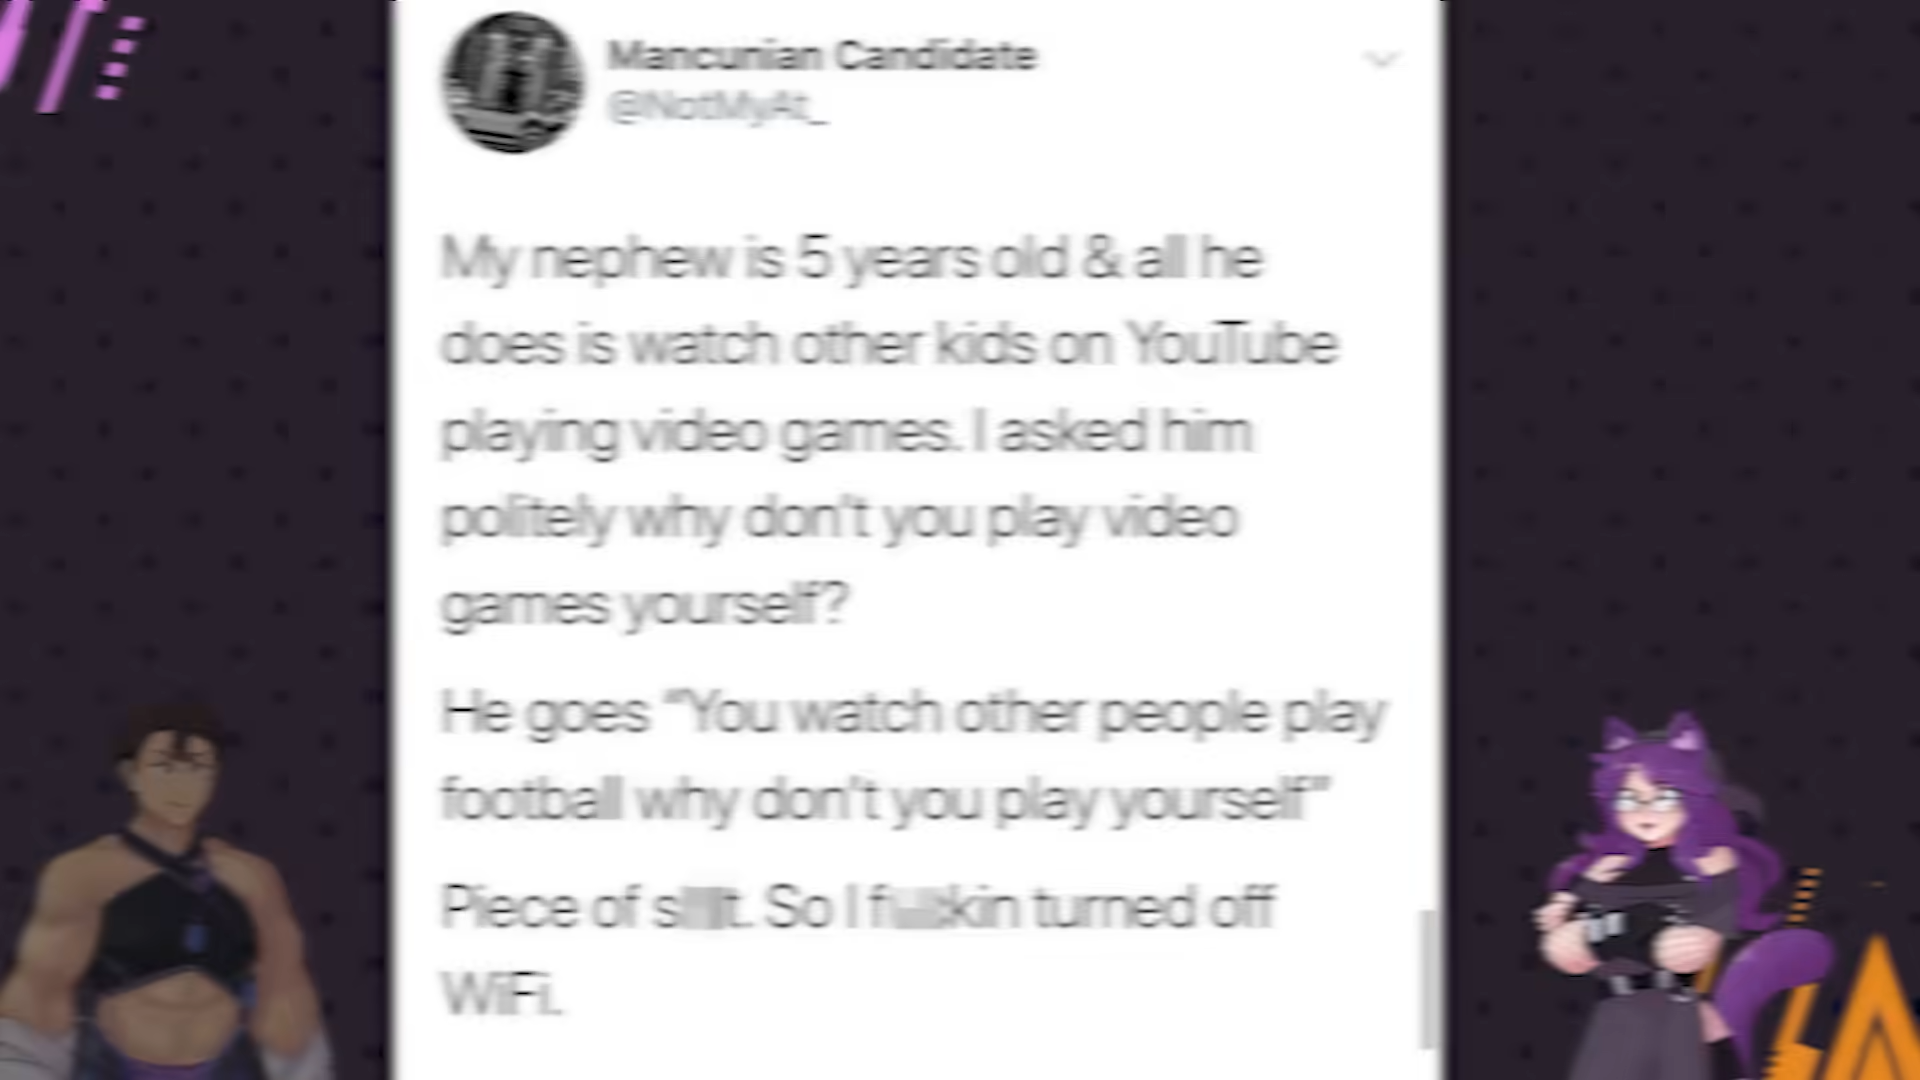 Mancunian Candidate
@NotMyAt_
My nephew is 5 years old & all he
does is watch other kids on YouTube
playing video games. I asked him
politely why don't you play video
games yourself?
He goes "You watch other people play
football why don't you play yourself"
Piece of s t. So I f kin turned off
WiFi.